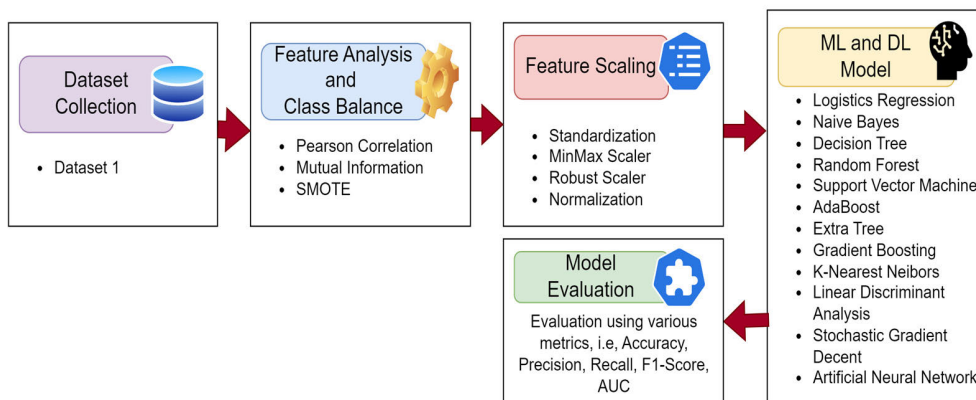 Dataset
Collection
• Dataset 1
Feature Analysis
and
Class Balance
• Pearson Correlation
• Mutual Information
• SMOTE
Feature Scaling
• Standardization
• MinMax Scaler
• Robust Scaler
• Normalization
ML and DL
Model
• Logistics Regression
• Naive Bayes
• Decision Tree
• Random Forest
• Support Vector Machine
• AdaBoost
• Extra Tree
• Gradient Boosting
• K-Nearest Neibors
• Linear Discriminant
Analysis
• Stochastic Gradient
Decent
• Artificial Neural Network
Model
Evaluation
Evaluation using various
metrics, i.e, Accuracy,
Precision, Recall, F1-Score,
AUC